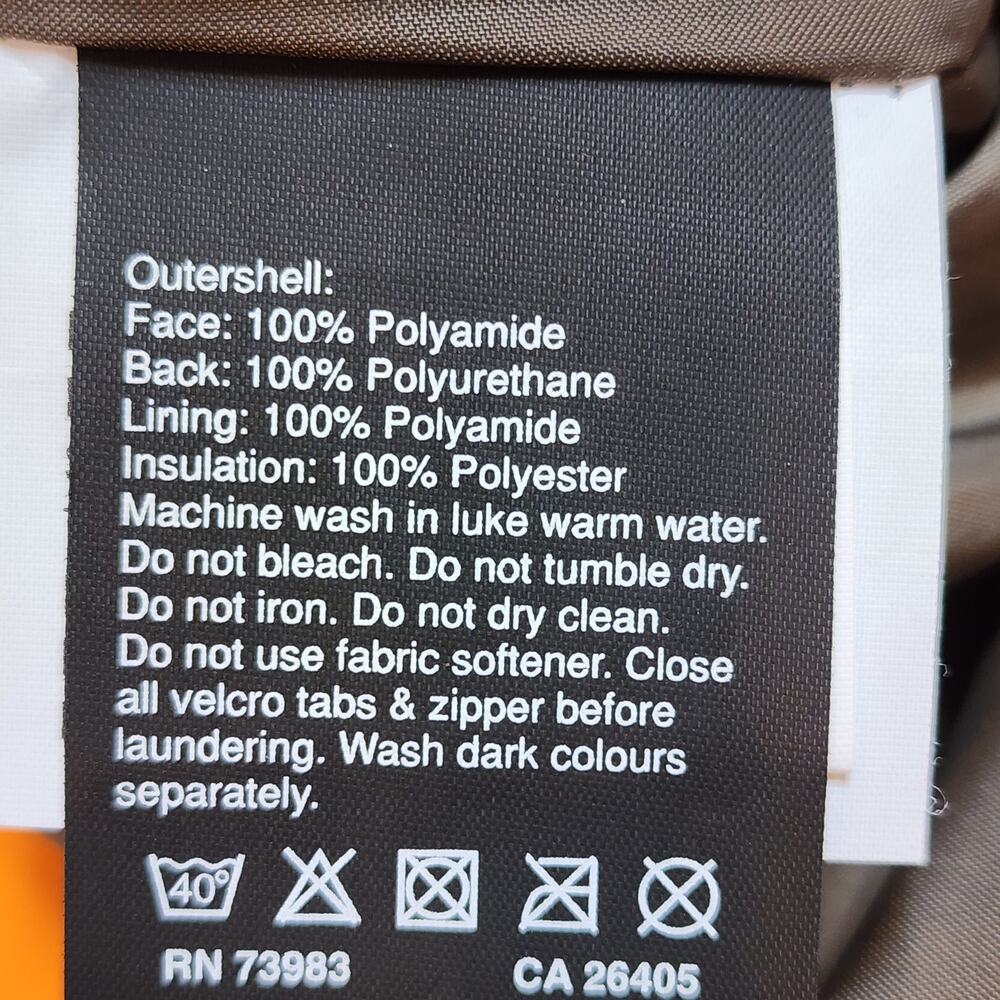 Outershell:
Face: 100% Polyamide
Back: 100% Polyurethane
Lining: 100% Polyamide
Insulation: 100% Polyester
Machine wash in luke warm water.
Do not bleach. Do not tumble dry.
Do not iron. Do not dry clean.
Do not use fabric softener. Close
all velcro tabs & zipper before
laundering. Wash dark colours
separately.
40°
RN 73983 CA 26405